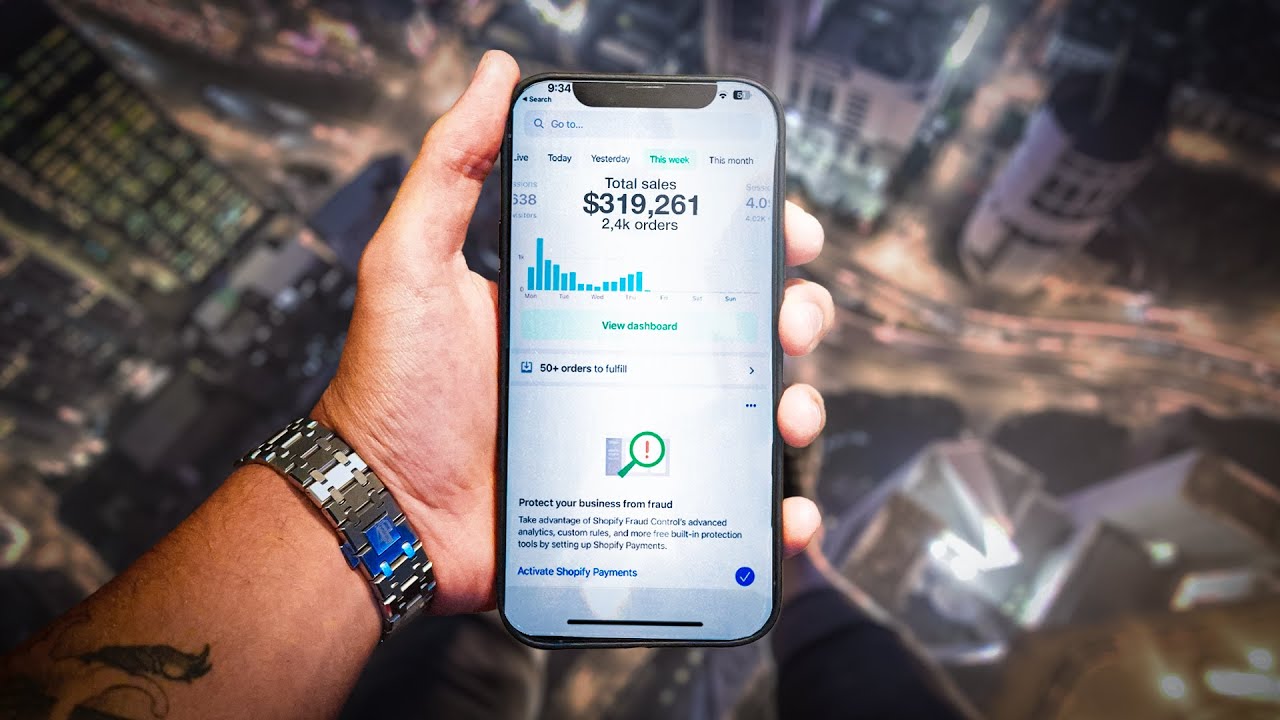 9:34
51
Search
Go to...
Live Today Yesterday This week This month
Total sales
$319,261
2,4k orders
638
4.0
4.02K
1k
0
Mon Tue Wed Thu Fri Sat Sun
View dashboard
50+ orders to fulfill
Protect your business from fraud
Take advantage of Shopify Fraud Control's advanced
analytics, custom rules, and more free built-in protection
tools by setting up Shopify Payments.
Activate Shopify Payments